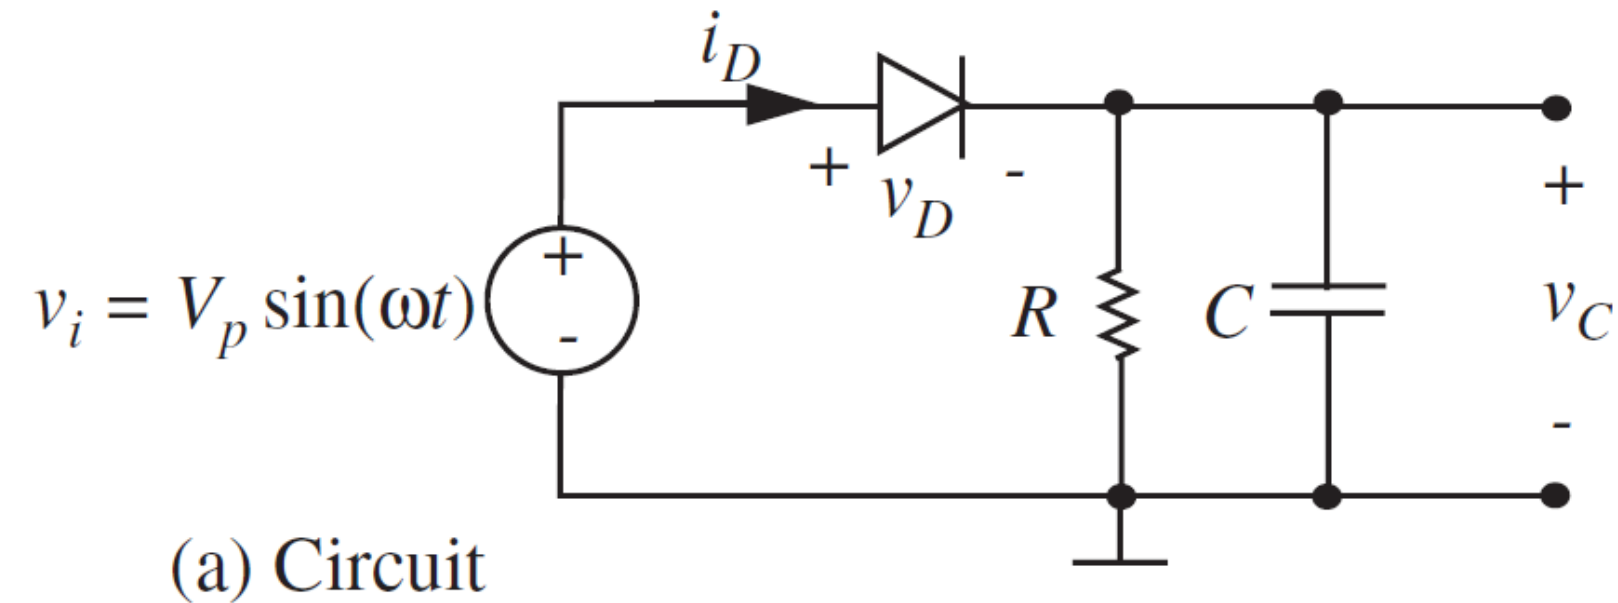 i_D
+ v_D -
+
v_i = V_p sin(ωt)
+
-
R
C
v_C
-
(a) Circuit